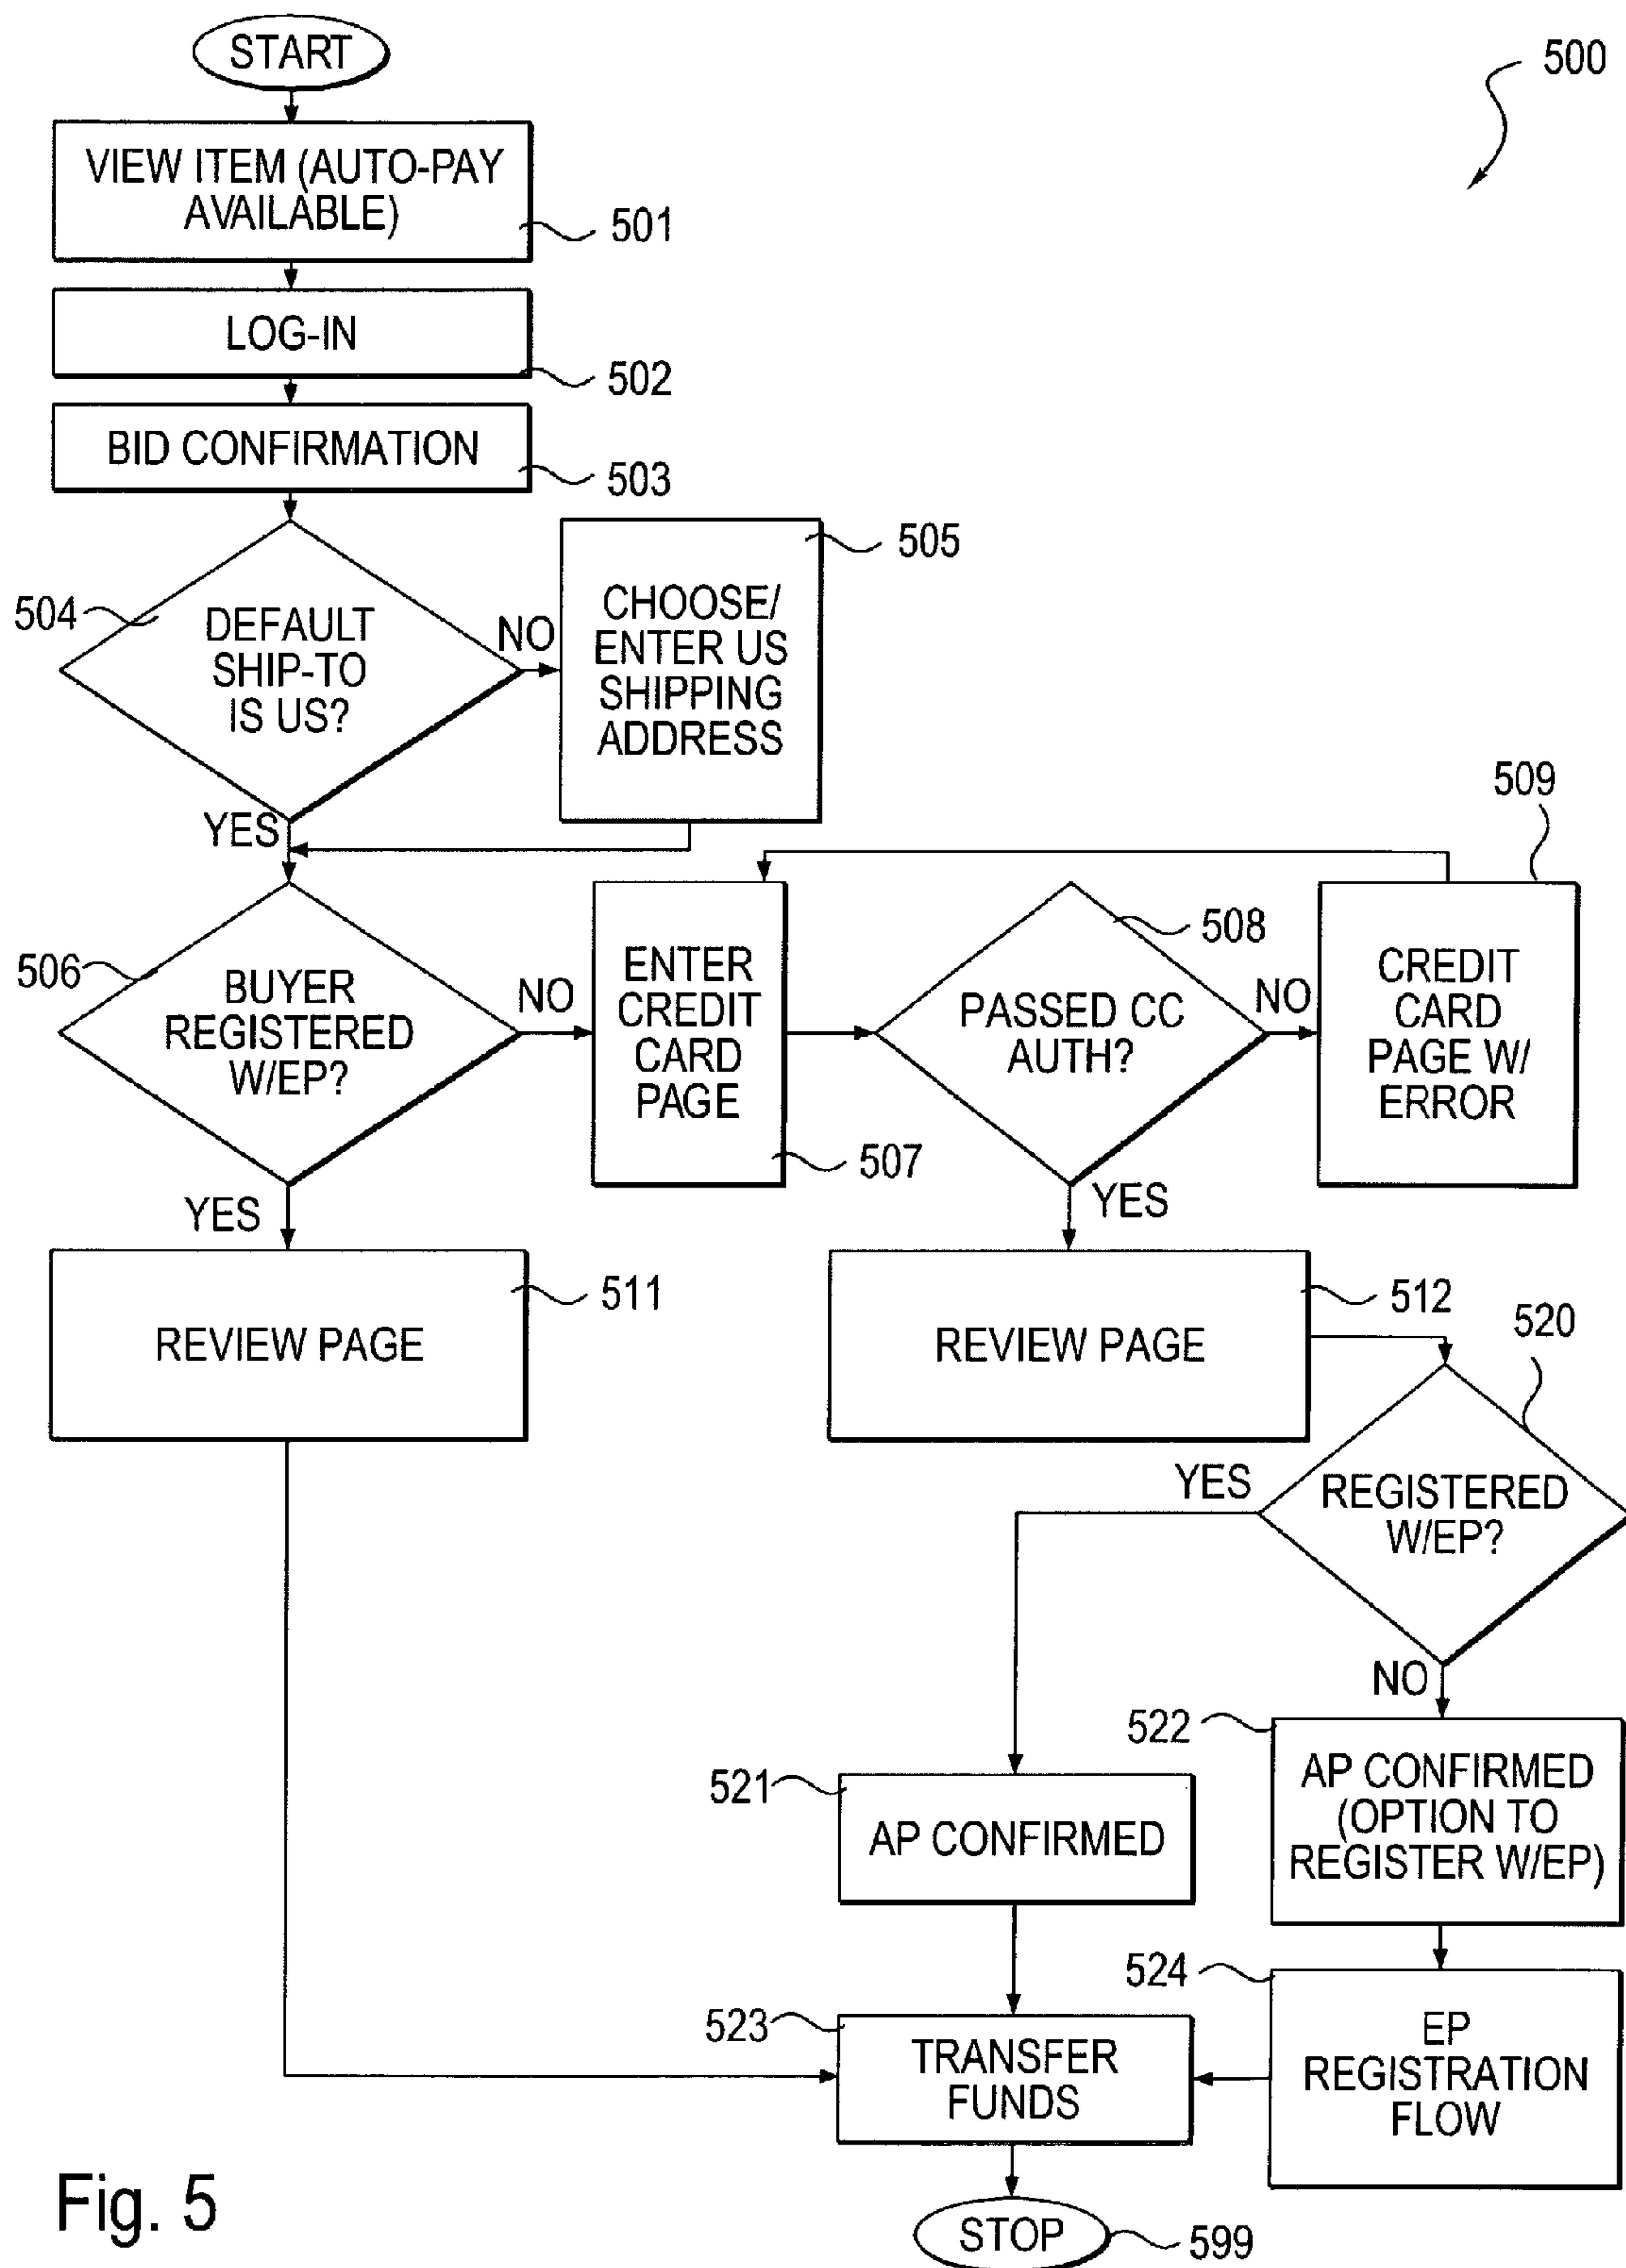 START
500
VIEW ITEM (AUTO-PAY
AVAILABLE)
501
LOG-IN
502
BID CONFIRMATION
503
504
DEFAULT
SHIP-TO
IS US?
NO
YES
505
CHOOSE/
ENTER US
SHIPPING
ADDRESS
506
BUYER
REGISTERED
W/EP?
NO
YES
ENTER
CREDIT
CARD
PAGE
507
508
PASSED CC
AUTH?
NO
YES
509
CREDIT
CARD
PAGE W/
ERROR
REVIEW PAGE
511
REVIEW PAGE
512
520
REGISTERED
W/EP?
YES
NO
521
AP CONFIRMED
522
AP CONFIRMED
(OPTION TO
REGISTER W/EP)
523
TRANSFER
FUNDS
524
EP
REGISTRATION
FLOW
STOP
599
Fig. 5